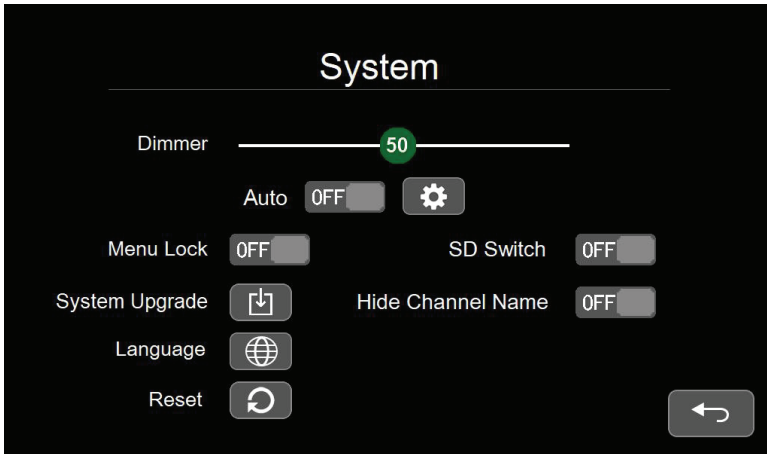 System
Dimmer 50
Auto OFF
Menu Lock OFF SD Switch OFF
System Upgrade Hide Channel Name OFF
Language
Reset